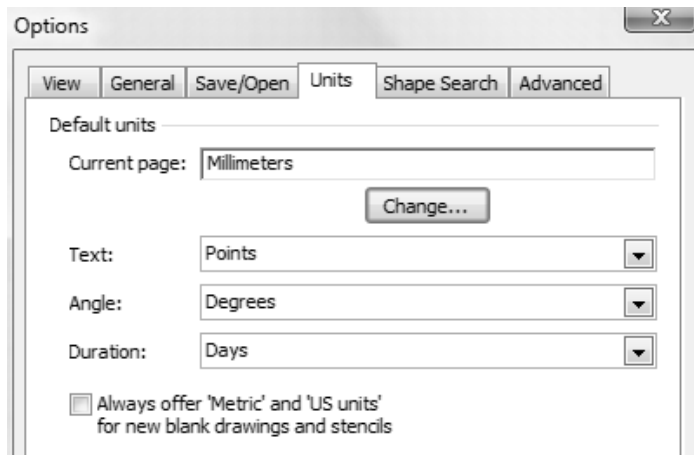 Options
View General Save/Open Units Shape Search Advanced
Default units
Current page: Millimeters
Change...
Text: Points
Angle: Degrees
Duration: Days
Always offer 'Metric' and 'US units'
for new blank drawings and stencils